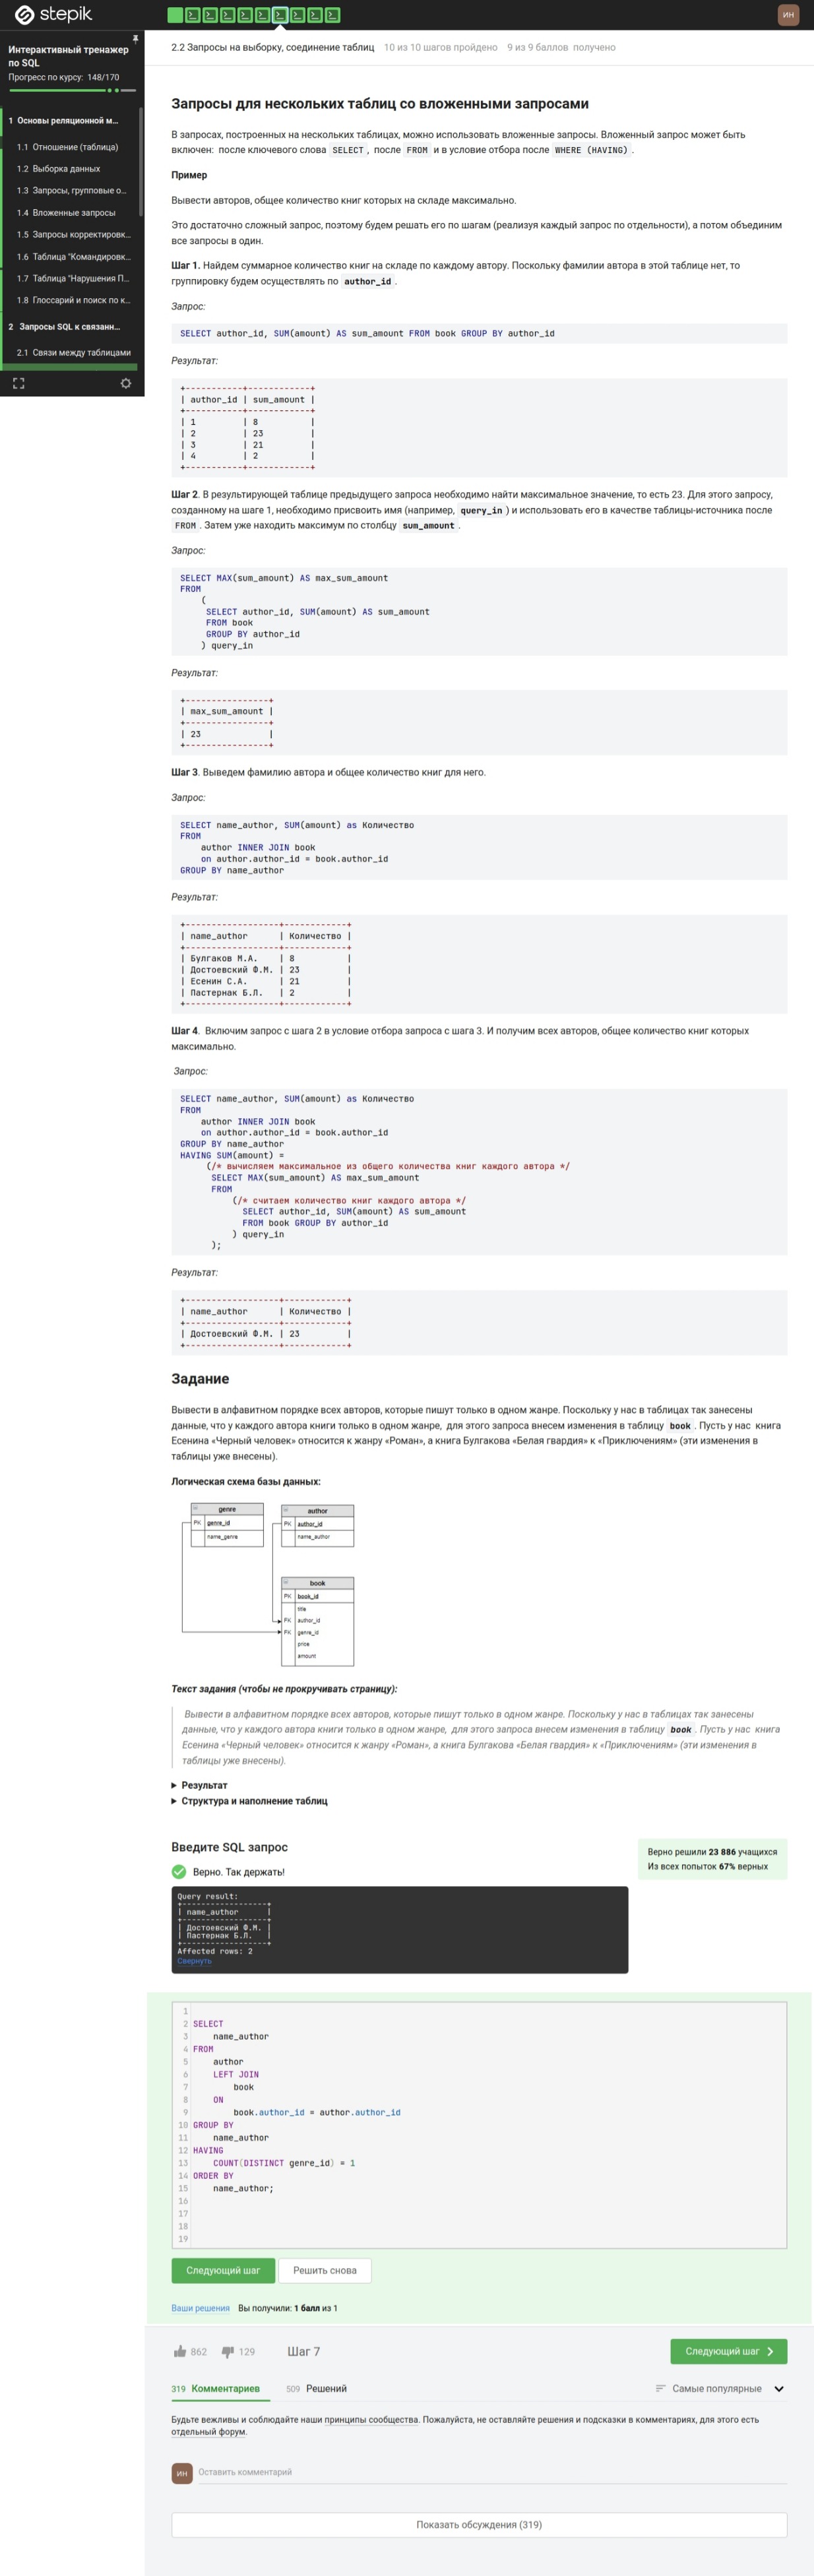 stepik
ИН
Интерактивный тренажер
по SQL
Прогресс по курсу: 148/170
1 Основы реляционной м...
1.1 Отношение (таблица)
1.2 Выборка данных
1.3 Запросы, групповые о...
1.4 Вложенные запросы
1.5 Запросы корректировк...
1.6 Таблица "Командировк...
1.7 Таблица "Нарушения П...
1.8 Глоссарий и поиск по к...
2 Запросы SQL к связанн...
2.1 Связи между таблицами
2.2 Запросы на выборку, соединение таблиц 10 из 10 шагов пройдено 9 из 9 баллов получено
Запросы для нескольких таблиц со вложенными запросами
В запросах, построенных на нескольких таблицах, можно использовать вложенные запросы. Вложенный запрос может быть
включен: после ключевого слова SELECT, после FROM и в условие отбора после WHERE (HAVING).
Пример
Вывести авторов, общее количество книг которых на складе максимально.
Это достаточно сложный запрос, поэтому будем решать его по шагам (реализуя каждый запрос по отдельности), а потом объединим
все запросы в один.
Шаг 1. Найдем суммарное количество книг на складе по каждому автору. Поскольку фамилии автора в этой таблице нет, то
группировку будем осуществлять по author_id.
Запрос:
SELECT author_id, SUM(amount) AS sum_amount FROM book GROUP BY author_id
Результат:
+-----------+------------+
| author_id | sum_amount |
+-----------+------------+
| 1 | 8 |
| 2 | 23 |
| 3 | 21 |
| 4 | 2 |
+-----------+------------+
Шаг 2. В результирующей таблице предыдущего запроса необходимо найти максимальное значение, то есть 23. Для этого запросу,
созданному на шаге 1, необходимо присвоить имя (например, query_in ) и использовать его в качестве таблицы-источника после
FROM. Затем уже находить максимум по столбцу sum_amount.
Запрос:
SELECT MAX(sum_amount) AS max_sum_amount
FROM
(
SELECT author_id, SUM(amount) AS sum_amount
FROM book
GROUP BY author_id
) query_in
Результат:
+----------------+
| max_sum_amount |
+----------------+
| 23 |
+----------------+
Шаг 3. Выведем фамилию автора и общее количество книг для него.
Запрос:
SELECT name_author, SUM(amount) as Количество
FROM
author INNER JOIN book
on author.author_id = book.author_id
GROUP BY name_author
Результат:
+------------------+------------+
| name_author | Количество |
+------------------+------------+
| Булгаков М.А. | 8 |
| Достоевский Ф.М. | 23 |
| Есенин С.А. | 21 |
| Пастернак Б.Л. | 2 |
+------------------+------------+
Шаг 4. Включим запрос с шага 2 в условие отбора запроса с шага 3. И получим всех авторов, общее количество книг которых
максимально.
Запрос:
SELECT name_author, SUM(amount) as Количество
FROM
author INNER JOIN book
on author.author_id = book.author_id
GROUP BY name_author
HAVING SUM(amount) =
(/* вычисляем максимальное из общего количества книг каждого автора */
SELECT MAX(sum_amount) AS max_sum_amount
FROM
(/* считаем количество книг каждого автора */
SELECT author_id, SUM(amount) AS sum_amount
FROM book GROUP BY author_id
) query_in
);
Результат:
+------------------+------------+
| name_author | Количество |
+------------------+------------+
| Достоевский Ф.М. | 23 |
+------------------+------------+
Задание
Вывести в алфавитном порядке всех авторов, которые пишут только в одном жанре. Поскольку у нас в таблицах так занесены
данные, что у каждого автора книги только в одном жанре, для этого запроса внесем изменения в таблицу book. Пусть у нас книга
Есенина «Черный человек» относится к жанру «Роман», а книга Булгакова «Белая гвардия» к «Приключениям» (эти изменения в
таблицы уже внесены).
Логическая схема базы данных:
genre
PK genre_id
name_genre
author
PK author_id
name_author
book
PK book_id
title
FK author_id
FK genre_id
price
amount
Текст задания (чтобы не прокручивать страницу):
Вывести в алфавитном порядке всех авторов, которые пишут только в одном жанре. Поскольку у нас в таблицах так занесены
данные, что у каждого автора книги только в одном жанре, для этого запроса внесем изменения в таблицу book. Пусть у нас книга
Есенина «Черный человек» относится к жанру «Роман», а книга Булгакова «Белая гвардия» к «Приключениям» (эти изменения в
таблицы уже внесены).
Результат
Структура и наполнение таблиц
Введите SQL запрос
Верно решили 23 886 учащихся
Из всех попыток 67% верных
Верно. Так держать!
Query result:
+------------------+
| name_author |
+------------------+
| Достоевский Ф.М. |
| Пастернак Б.Л. |
+------------------+
Affected rows: 2
Свернуть
1
2 SELECT
3 name_author
4 FROM
5 author
6 LEFT JOIN
7 book
8 ON
9 book.author_id = author.author_id
10 GROUP BY
11 name_author
12 HAVING
13 COUNT(DISTINCT genre_id) = 1
14 ORDER BY
15 name_author;
16
17
18
19
Следующий шаг Решить снова
Ваши решения Вы получили: 1 балл из 1
862 129 Шаг 7 Следующий шаг
319 Комментариев 509 Решений Самые популярные
Будьте вежливы и соблюдайте наши принципы сообщества. Пожалуйста, не оставляйте решения и подсказки в комментариях, для этого есть
отдельный форум.
ИН Оставить комментарий
Показать обсуждения (319)